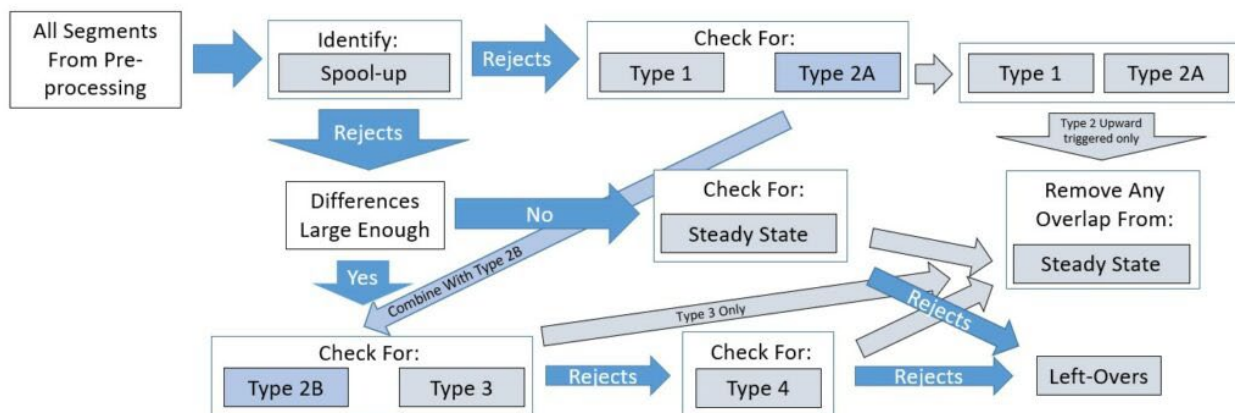 All Segments
From Pre-
processing
Identify:
Spool-up
Rejects
Check For:
Type 1
Type 2A
Type 1
Type 2A
Rejects
Type 2 Upward
triggered only
Differences
Large Enough
No
Check For:
Steady State
Remove Any
Overlap From:
Steady State
Yes
Combine With Type 2B
Type 3 Only
Rejects
Check For:
Type 2B
Type 3
Rejects
Check For:
Type 4
Rejects
Left-Overs